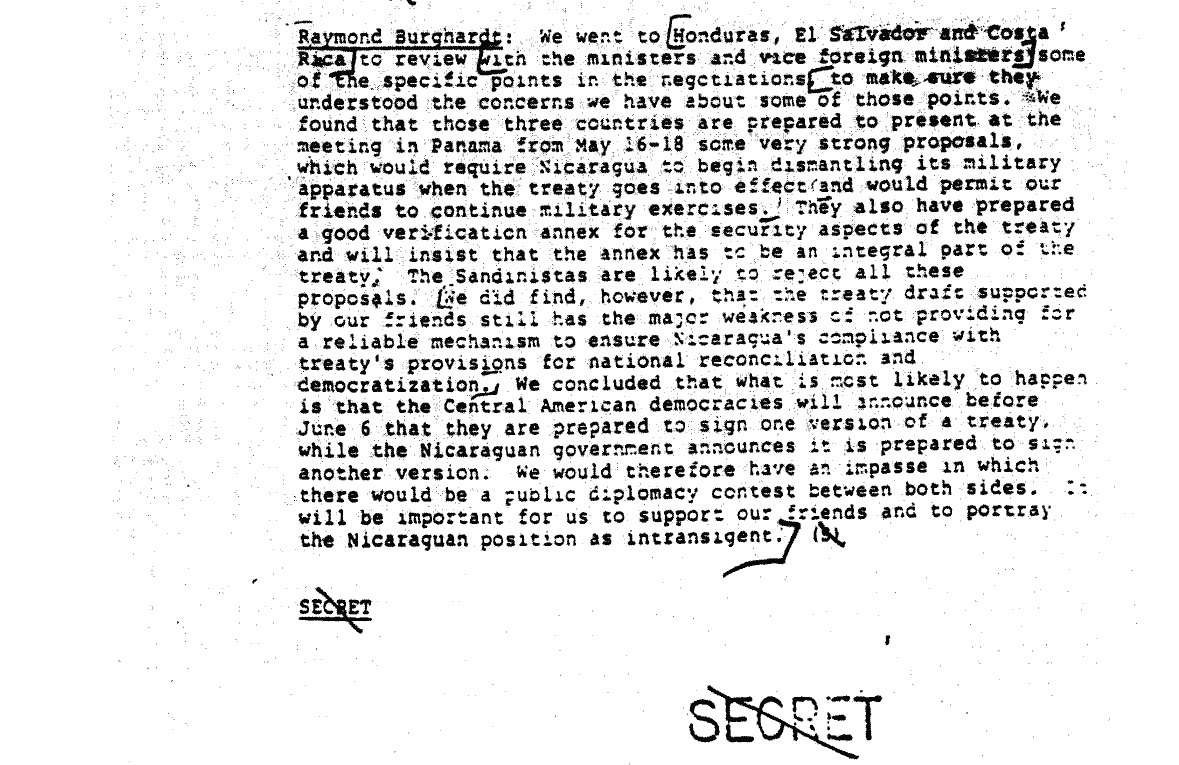 Raymond Burghardt: We went to [Honduras, El Salvador and Costa
Rica] to review [with the ministers and vice foreign ministers] some
of the specific points in the negotiations[ to make sure they
understood the concerns we have about some of those points. We
found that those three countries are prepared to present at the
meeting in Panama from May 16-18 some very strong proposals,
which would require Nicaragua to begin dismantling its military
apparatus when the treaty goes into effect and would permit our
friends to continue military exercises. They also have prepared
a good verification annex for the security aspects of the treaty
and will insist that the annex has to be an integral part of the
treaty. The Sandinistas are likely to reject all these
proposals. [We did find, however, that the treaty draft supported
by our friends still has the major weakness of not providing for
a reliable mechanism to ensure Nicaragua's compliance with
treaty's provisions for national reconciliation and
democratization. We concluded that what is most likely to happen
is that the Central American democracies will announce before
June 6 that they are prepared to sign one version of a treaty,
while the Nicaraguan government announces it is prepared to sign
another version. We would therefore have an impasse in which
there would be a public diplomacy contest between both sides. It
will be important for us to support our friends and to portray
the Nicaraguan position as intransigent.] (S)
SECRET
SECRET